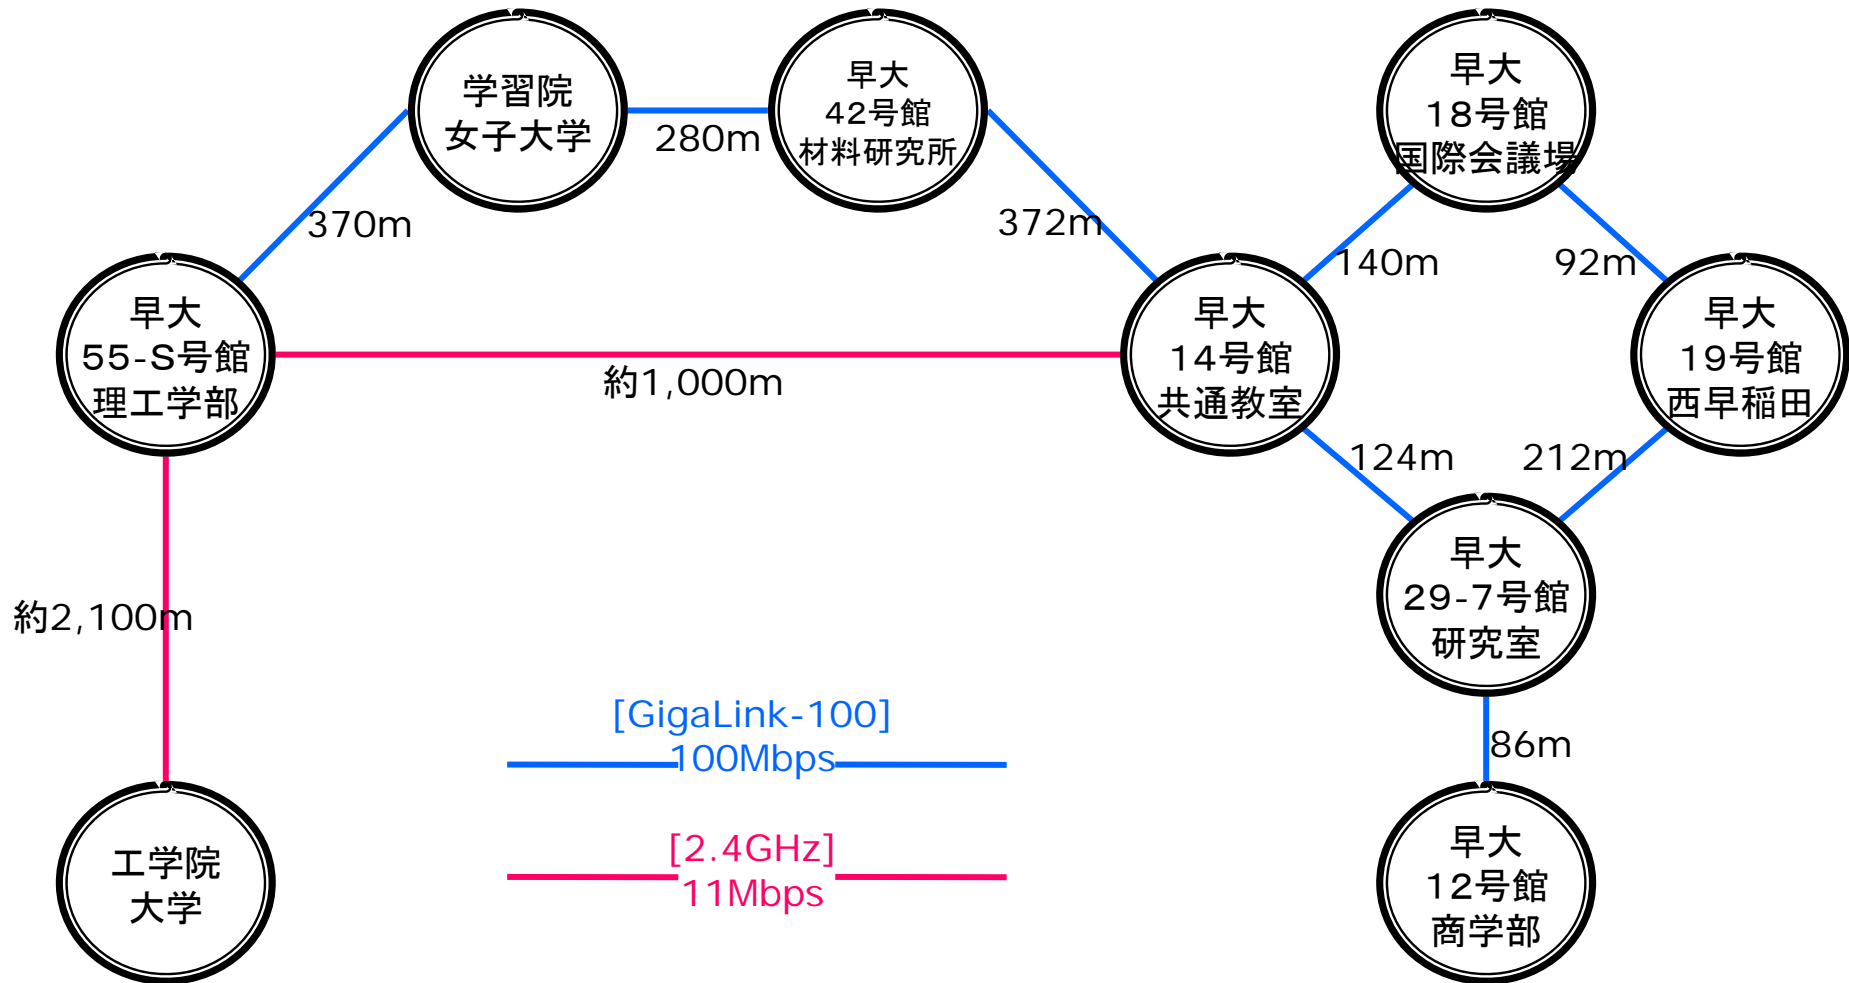 学習院
女子大学
280m
早大
42号館
材料研究所
早大
18号館
国際会議場
370m
372m
140m
92m
早大
55-S号館
理工学部
約1,000m
早大
14号館
共通教室
早大
19号館
西早稲田
124m
212m
約2,100m
早大
29-7号館
研究室
[GigaLink-100]
100Mbps
86m
[2.4GHz]
11Mbps
工学院
大学
早大
12号館
商学部